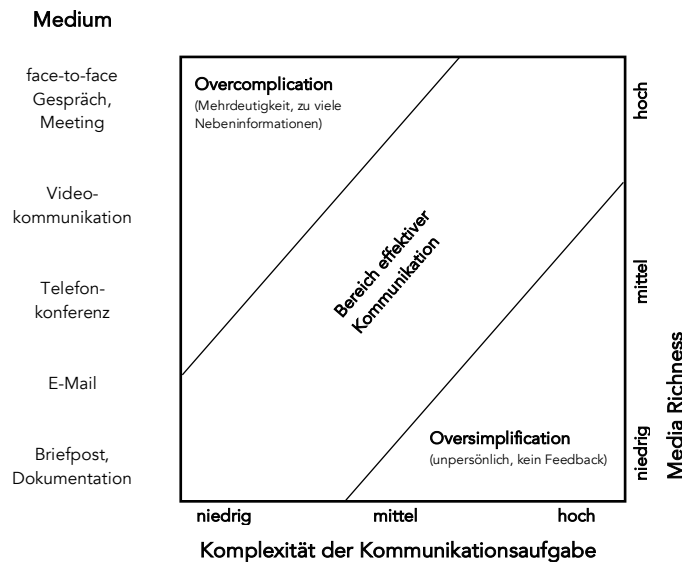 Medium
face-to-face
Gespräch,
Meeting
Video-
kommunikation
Telefon-
konferenz
E-Mail
Briefpost,
Dokumentation
Overcomplication
(Mehrdeutigkeit, zu viele
Nebeninformationen)
Bereich effektiver
Kommunikation
Oversimplification
(unpersönlich, kein Feedback)
hoch
mittel
niedrig
Media Richness
niedrig
mittel
hoch
Komplexität der Kommunikationsaufgabe